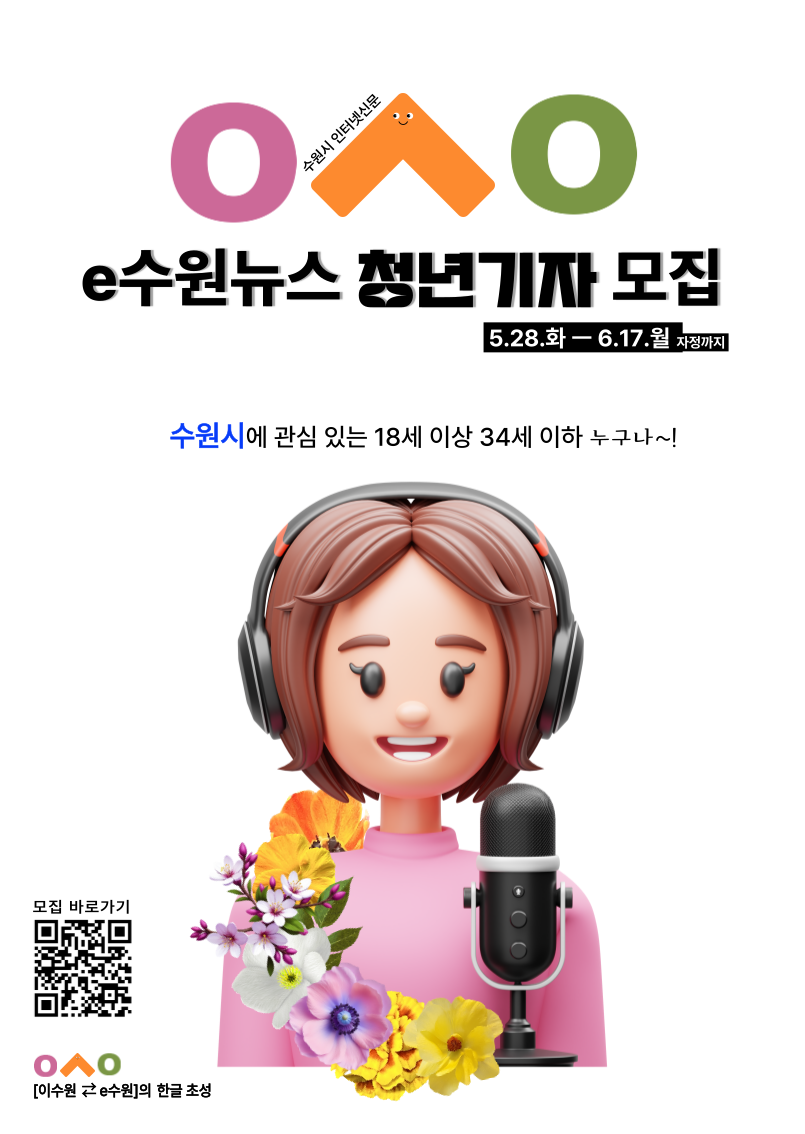 ㅇㅅㅇ
수원시 인터넷신문
e수원뉴스 청년기자 모집
5.28.화 — 6.17.월 자정까지
수원시에 관심 있는 18세 이상 34세 이하 누구나~!
모집 바로가기
ㅇㅅㅇ
[이수원 ⇄ e수원]의 한글 초성